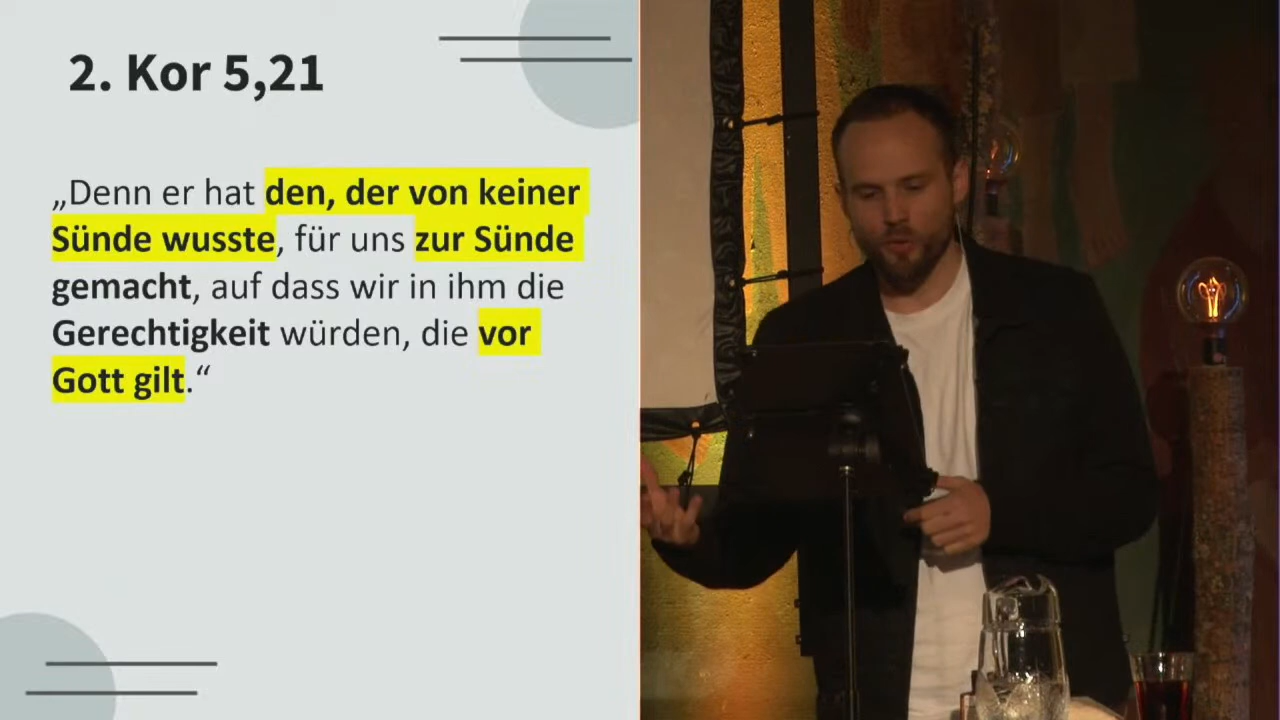 2. Kor 5,21
„Denn er hat den, der von keiner
Sünde wusste, für uns zur Sünde
gemacht, auf dass wir in ihm die
Gerechtigkeit würden, die vor
Gott gilt.“